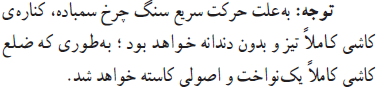 توجه: به‌علت حرکت سریع سنگ چرخ سمباده، کناره‌ی
کاشی کاملاً تیز و بدون دندانه خواهد بود ؛ به‌طوری که ضلع
کاشی کاملاً یک‌نواخت و اصولی کاسته خواهد شد.